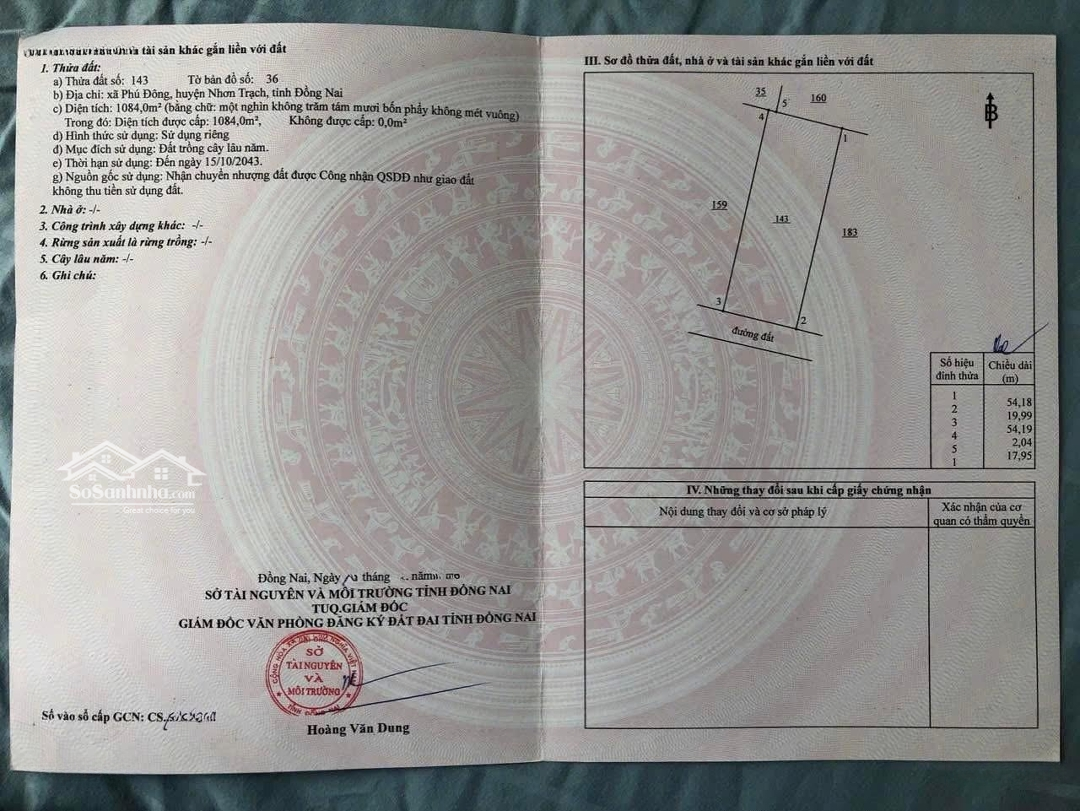 tài sản khác gắn liền với đất
1. Thửa đất:
a) Thửa đất số: 143 Tờ bản đồ số: 36
b) Địa chỉ: xã Phú Đông, huyện Nhơn Trạch, tỉnh Đồng Nai
c) Diện tích: 1084,0m² (bằng chữ: một nghìn không trăm tám mươi bốn phẩy không mét vuông)
Trong đó: Diện tích được cấp: 1084,0m², Không được cấp: 0,0m²
d) Hình thức sử dụng: Sử dụng riêng
đ) Mục đích sử dụng: Đất trồng cây lâu năm.
e) Thời hạn sử dụng: Đến ngày 15/10/2043.
g) Nguồn gốc sử dụng: Nhận chuyển nhượng đất được Công nhận QSDĐ như giao đất
không thu tiền sử dụng đất.
2. Nhà ở: -/-
3. Công trình xây dựng khác: -/-
4. Rừng sản xuất là rừng trồng: -/-
5. Cây lâu năm: -/-
6. Ghi chú:
SoSanhnha.com
Great choice for you
Đồng Nai, Ngày tháng năm
SỞ TÀI NGUYÊN VÀ MÔI TRƯỜNG TỈNH ĐỒNG NAI
TUQ.GIÁM ĐỐC
GIÁM ĐỐC VĂN PHÒNG ĐĂNG KÝ ĐẤT ĐAI TỈNH ĐỒNG NAI
SỞ
TÀI NGUYÊN
VÀ
MÔI TRƯỜNG
Số vào sổ cấp GCN: CS
Hoàng Văn Dung
III. Sơ đồ thửa đất, nhà ở và tài sản khác gắn liền với đất
35
5
160
4
1
B
159
143
183
3
2
đường đất
Số hiệu đỉnh thửa
Chiều dài (m)
1
54,18
2
19,99
3
54,19
4
2,04
5
17,95
1
IV. Những thay đổi sau khi cấp giấy chứng nhận
Nội dung thay đổi và cơ sở pháp lý
Xác nhận của cơ
quan có thẩm quyền